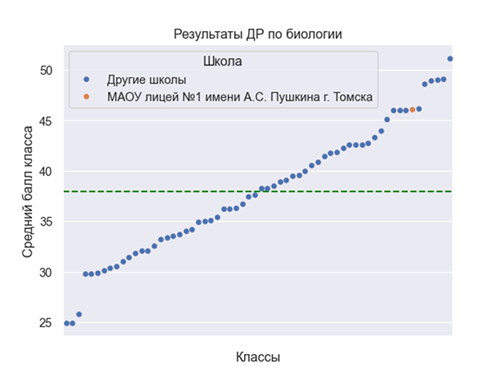 Результаты ДР по биологии
Школа
Другие школы
МАОУ лицей №1 имени А.С. Пушкина г. Томска
Средний балл класса
50
45
40
35
30
25
Классы